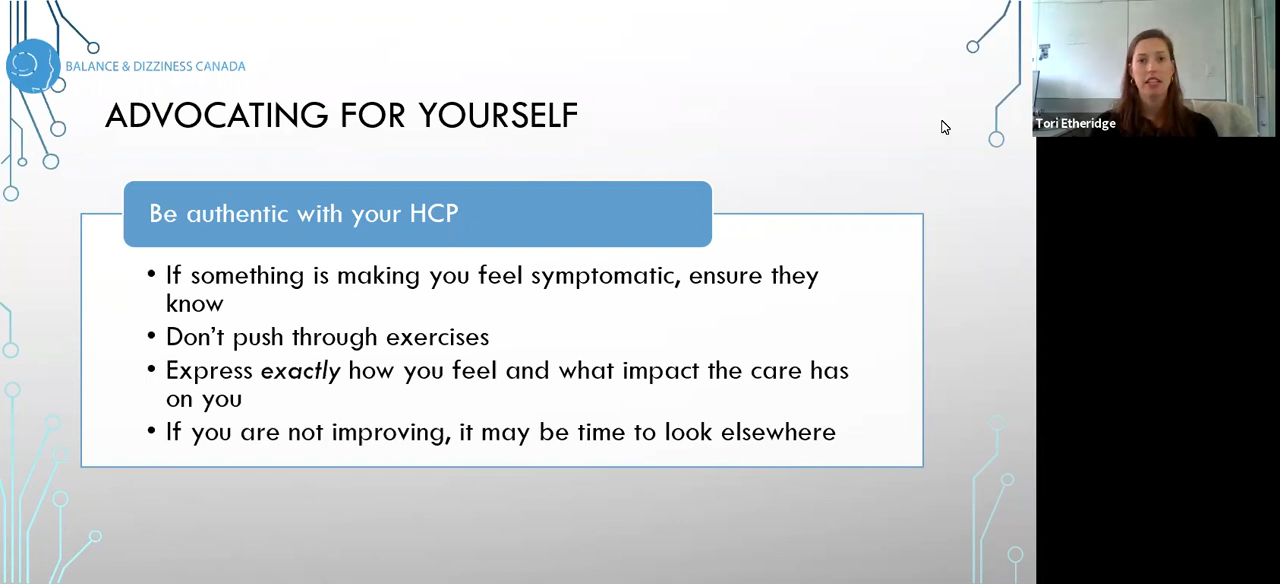 BALANCE & DIZZINESS CANADA
ADVOCATING FOR YOURSELF
Tori Etheridge
Be authentic with your HCP
• If something is making you feel symptomatic, ensure they
know
• Don't push through exercises
• Express exactly how you feel and what impact the care has
on you
• If you are not improving, it may be time to look elsewhere